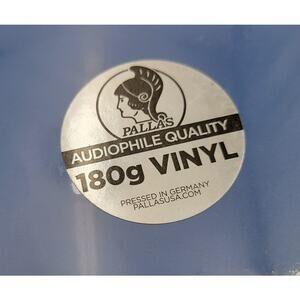 PALLAS
AUDIOPHILE QUALITY
180g VINYL
PRESSED IN GERMANY
PALLASUSA.COM